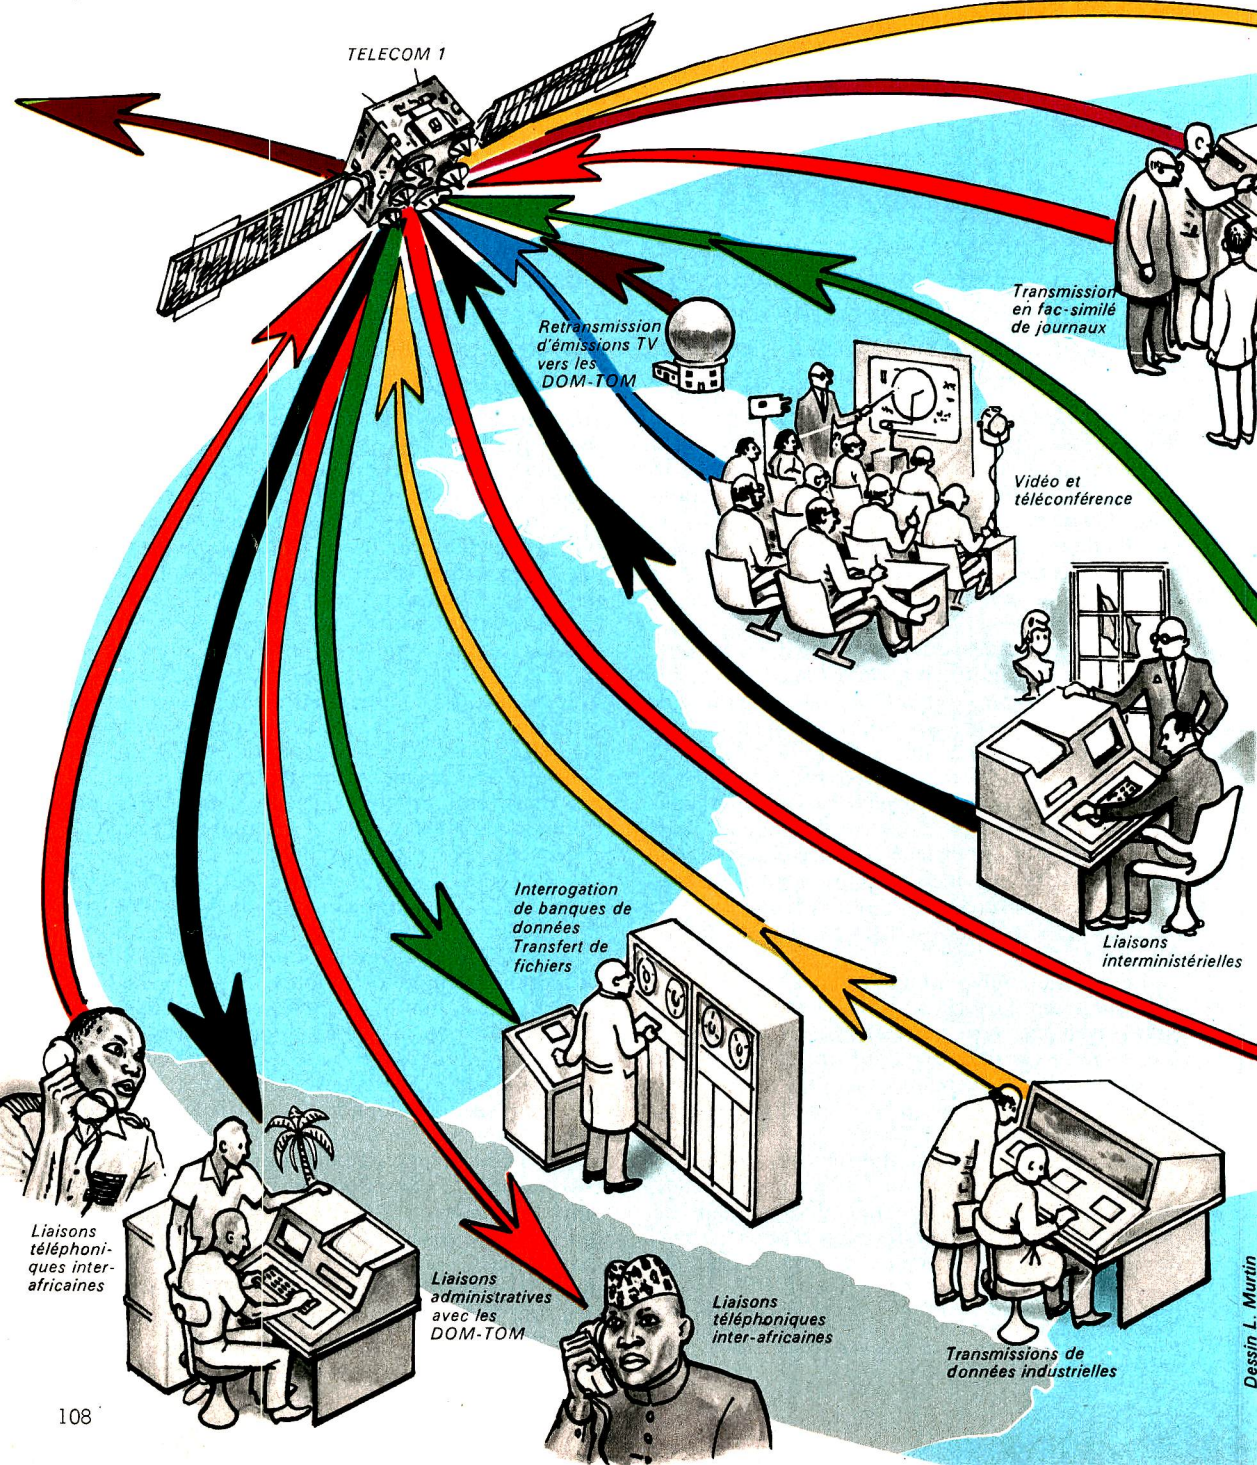 TELECOM 1
Transmission
en fac-similé
de journaux
Retransmission
d'émissions TV
vers les
DOM-TOM
Vidéo et
téléconférence
Liaisons
interministérielles
Interrogation
de banques de
données
Transfert de
fichiers
Liaisons
téléphoni-
ques inter-
africaines
Liaisons
administratives
avec les
DOM-TOM
Liaisons
téléphoniques
inter-africaines
Transmissions de
données industrielles
Dessin L. Murtin
108